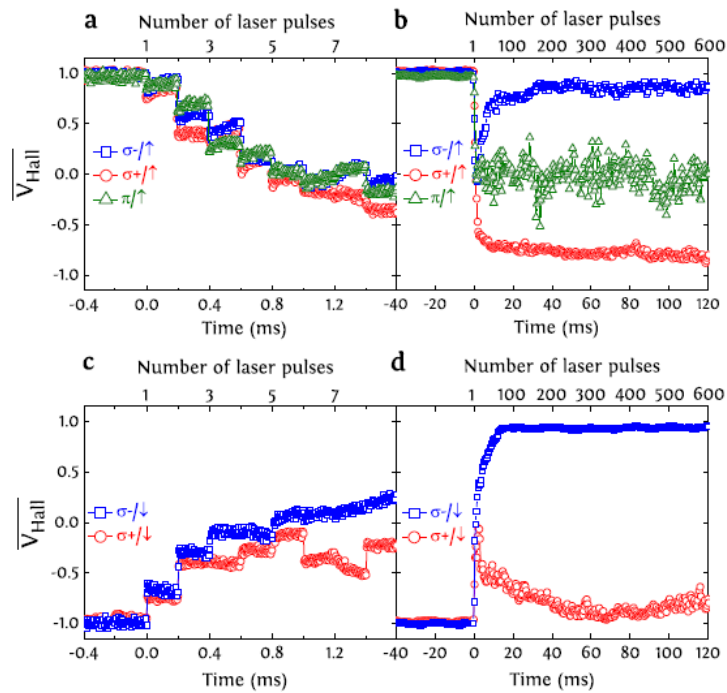 a Number of laser pulses b Number of laser pulses
1 3 5 7 1 100 200 300 400 500 600
1.0
0.5
0.0
-0.5
-1.0
V̅Hall
σ-/↑
σ+/↑
π/↑
σ-/↑
σ+/↑
π/↑
-0.4 0.0 0.4 0.8 1.2 -40 0 20 40 60 80 100 120
Time (ms) Time (ms)
c Number of laser pulses d Number of laser pulses
1 3 5 7 1 100 200 300 400 500 600
1.0
0.5
0.0
-0.5
-1.0
V̅Hall
σ-/↓
σ+/↓
σ-/↓
σ+/↓
-0.4 0.0 0.4 0.8 1.2 -40 0 20 40 60 80 100 120
Time (ms) Time (ms)